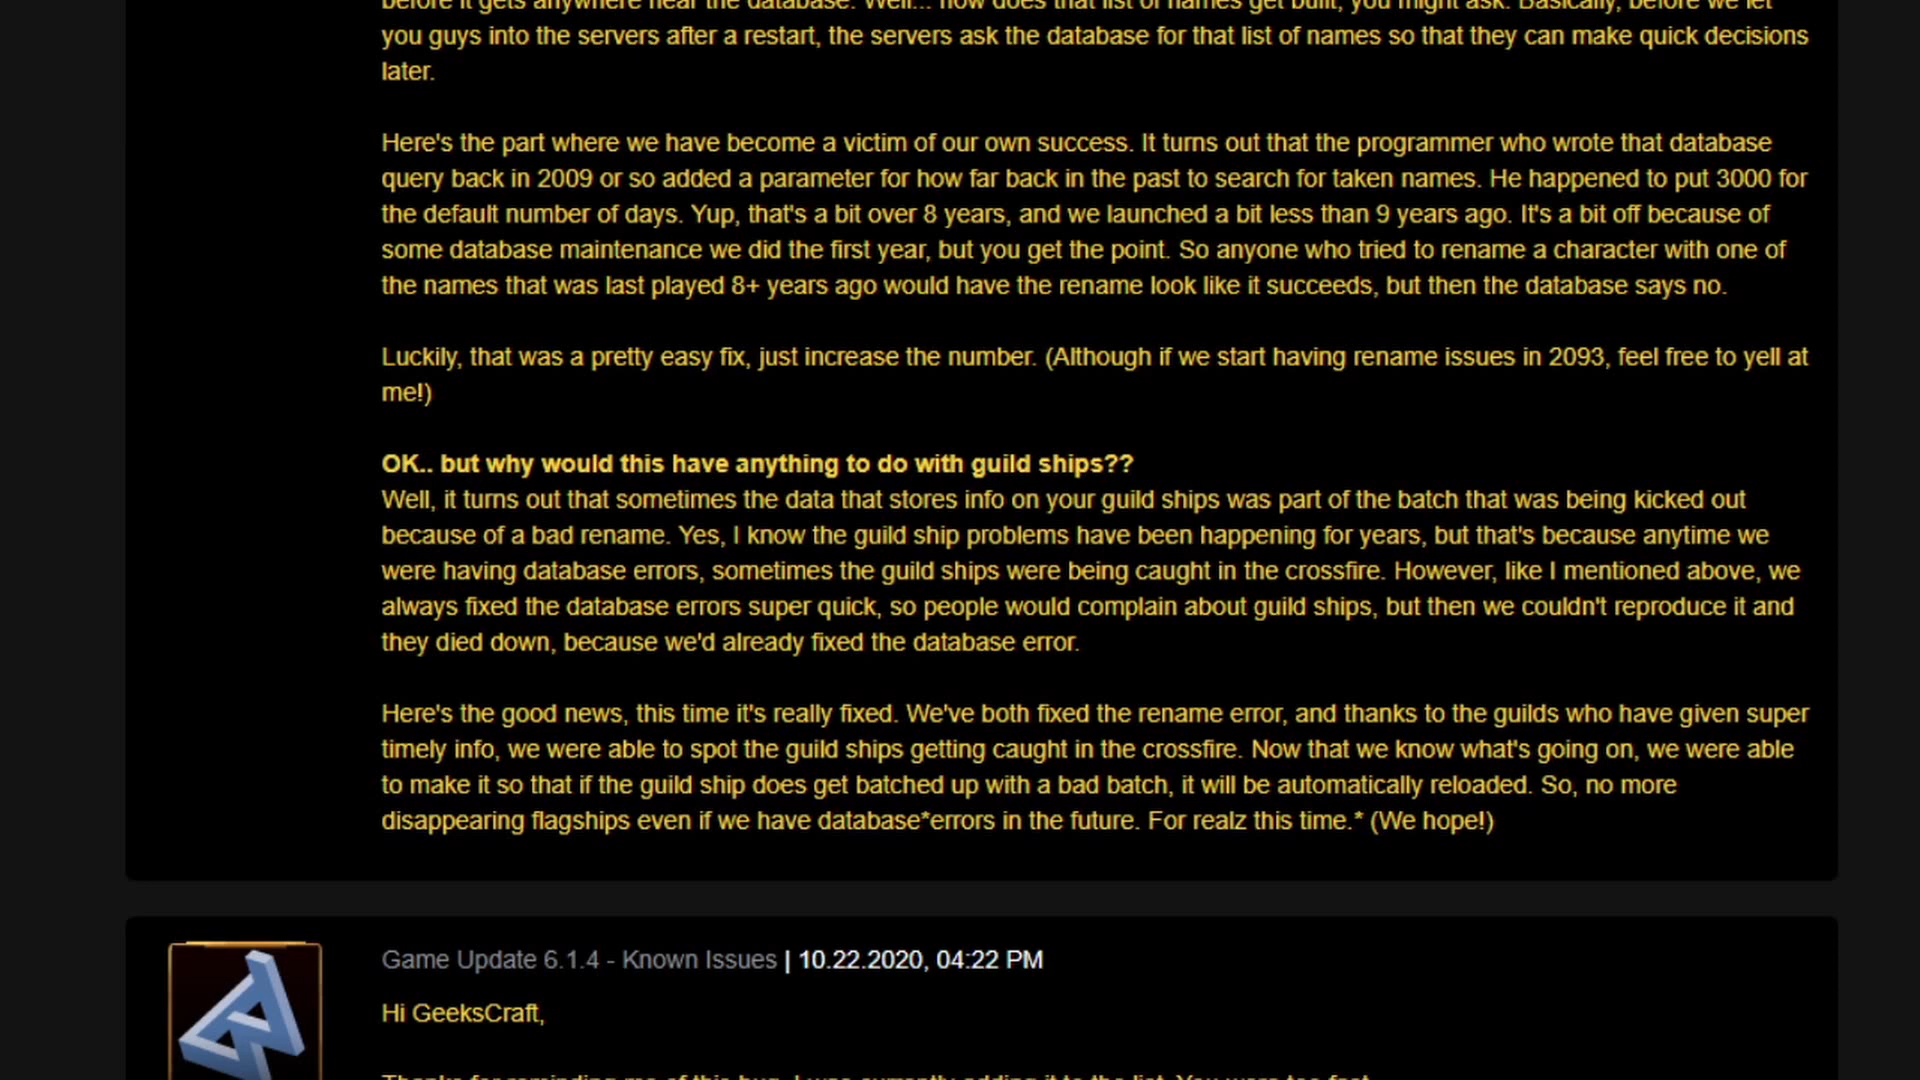 before it gets anywhere near the database. Well... how does that list of names get built, you might ask. Basically, before we let
you guys into the servers after a restart, the servers ask the database for that list of names so that they can make quick decisions
later.
Here's the part where we have become a victim of our own success. It turns out that the programmer who wrote that database
query back in 2009 or so added a parameter for how far back in the past to search for taken names. He happened to put 3000 for
the default number of days. Yup, that's a bit over 8 years, and we launched a bit less than 9 years ago. It's a bit off because of
some database maintenance we did the first year, but you get the point. So anyone who tried to rename a character with one of
the names that was last played 8+ years ago would have the rename look like it succeeds, but then the database says no.
Luckily, that was a pretty easy fix, just increase the number. (Although if we start having rename issues in 2093, feel free to yell at
me!)
OK.. but why would this have anything to do with guild ships??
Well, it turns out that sometimes the data that stores info on your guild ships was part of the batch that was being kicked out
because of a bad rename. Yes, I know the guild ship problems have been happening for years, but that's because anytime we
were having database errors, sometimes the guild ships were being caught in the crossfire. However, like I mentioned above, we
always fixed the database errors super quick, so people would complain about guild ships, but then we couldn't reproduce it and
they died down, because we'd already fixed the database error.
Here's the good news, this time it's really fixed. We've both fixed the rename error, and thanks to the guilds who have given super
timely info, we were able to spot the guild ships getting caught in the crossfire. Now that we know what's going on, we were able
to make it so that if the guild ship does get batched up with a bad batch, it will be automatically reloaded. So, no more
disappearing flagships even if we have database*errors in the future. For realz this time.* (We hope!)
Game Update 6.1.4 - Known Issues | 10.22.2020, 04:22 PM
Hi GeeksCraft,
Thanks for reminding me of this bug. I was currently adding it to the list. You were too fast